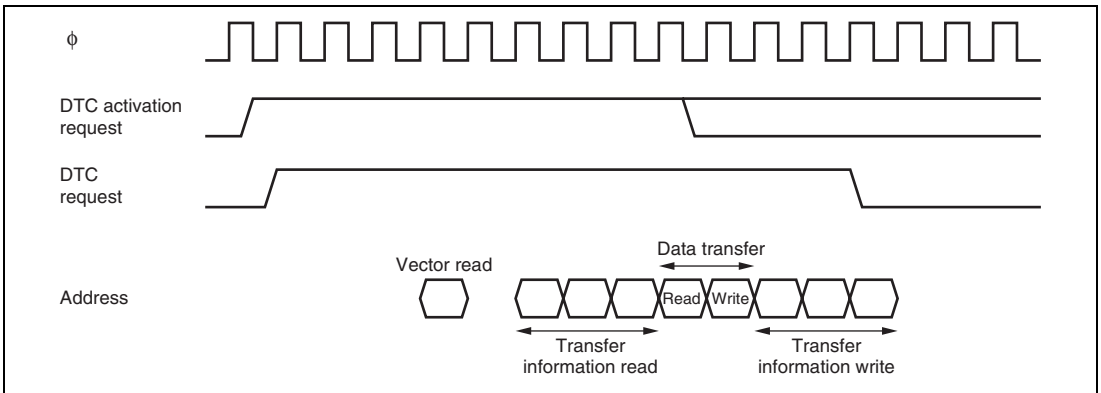 ϕ
DTC activation
request
DTC
request
Data transfer
Vector read
Address
Read
Write
Transfer
information read
Transfer
information write